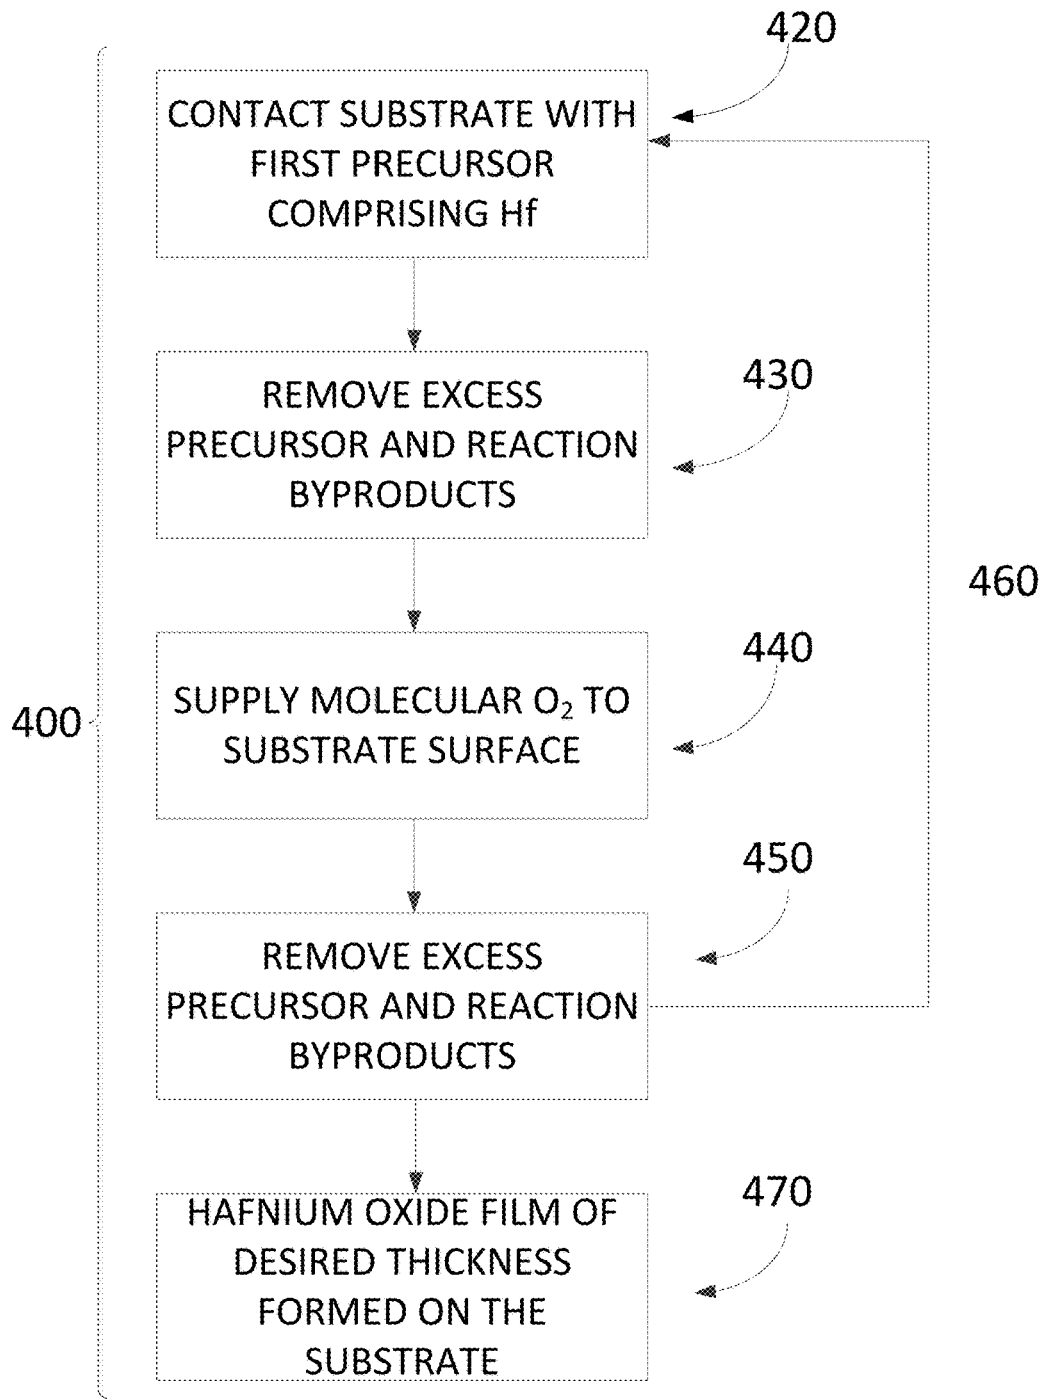 420
CONTACT SUBSTRATE WITH
FIRST PRECURSOR
COMPRISING Hf
430
REMOVE EXCESS
PRECURSOR AND REACTION
BYPRODUCTS
460
440
SUPPLY MOLECULAR O₂ TO
SUBSTRATE SURFACE
400
450
REMOVE EXCESS
PRECURSOR AND REACTION
BYPRODUCTS
470
HAFNIUM OXIDE FILM OF
DESIRED THICKNESS
FORMED ON THE
SUBSTRATE